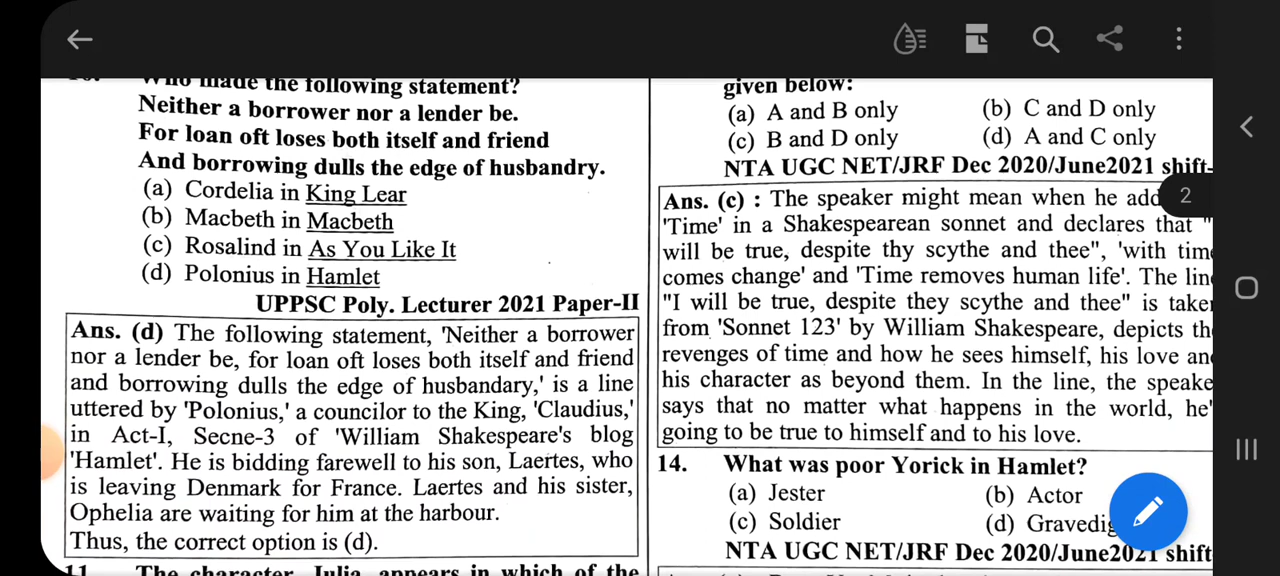 Who made the following statement?
Neither a borrower nor a lender be.
For loan oft loses both itself and friend
And borrowing dulls the edge of husbandry.
(a) Cordelia in King Lear
(b) Macbeth in Macbeth
(c) Rosalind in As You Like It
(d) Polonius in Hamlet
UPPSC Poly. Lecturer 2021 Paper-II
Ans. (d) The following statement, 'Neither a borrower
nor a lender be, for loan oft loses both itself and friend
and borrowing dulls the edge of husbandary,' is a line
uttered by 'Polonius,' a councilor to the King, 'Claudius,'
in Act-I, Secne-3 of 'William Shakespeare's blog
'Hamlet'. He is bidding farewell to his son, Laertes, who
is leaving Denmark for France. Laertes and his sister,
Ophelia are waiting for him at the harbour.
Thus, the correct option is (d).
11. The character, Julia, appears in which of the
given below:
(a) A and B only (b) C and D only
(c) B and D only (d) A and C only
NTA UGC NET/JRF Dec 2020/June2021 shift-
2
Ans. (c) : The speaker might mean when he add
'Time' in a Shakespearean sonnet and declares that "
will be true, despite thy scythe and thee", 'with tim
comes change' and 'Time removes human life'. The lin
"I will be true, despite they scythe and thee" is take
from 'Sonnet 123' by William Shakespeare, depicts th
revenges of time and how he sees himself, his love an
his character as beyond them. In the line, the speake
says that no matter what happens in the world, he'
going to be true to himself and to his love.
14. What was poor Yorick in Hamlet?
(a) Jester (b) Actor
(c) Soldier (d) Gravedig
NTA UGC NET/JRF Dec 2020/June2021 shift